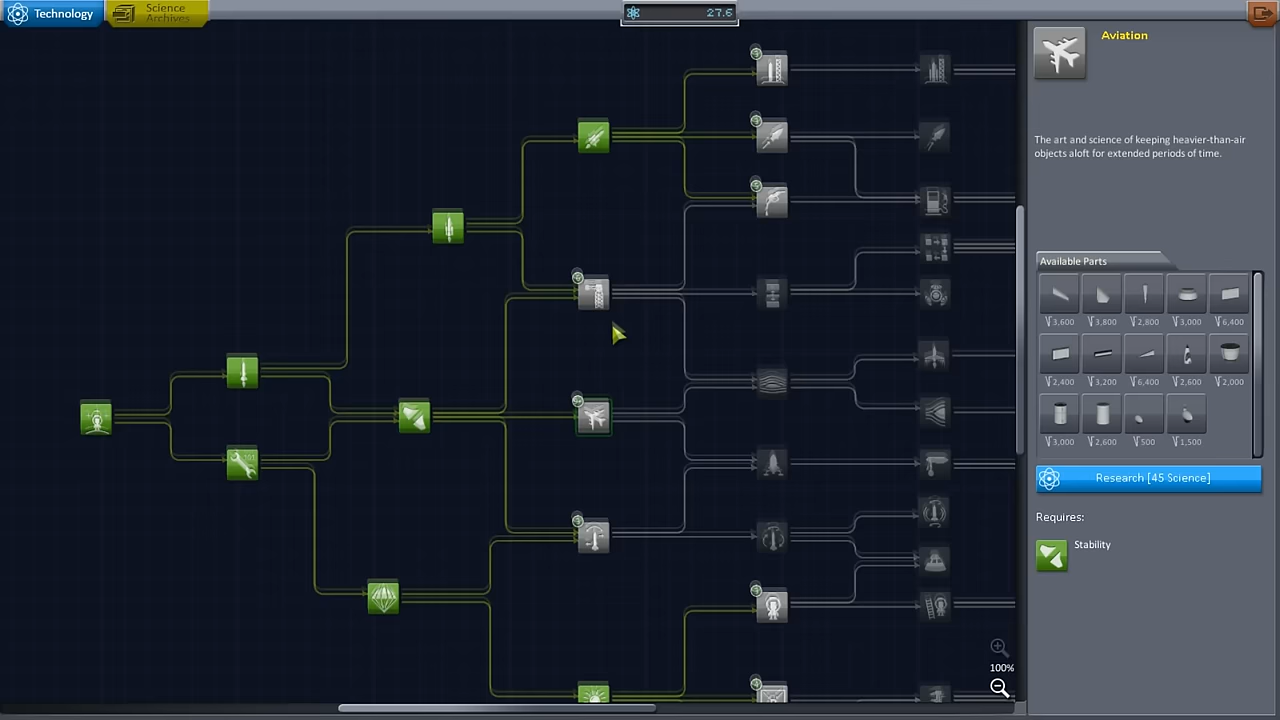 Technology
Science
Archives
27.6
Aviation
The art and science of keeping heavier-than-air
objects aloft for extended periods of time.
Available Parts
√3,600 √3,800 √2,800 √3,000 √6,400
√2,400 √3,200 √6,400 √2,600 √2,000
√3,000 √2,600 √500 √1,500
Research [45 Science]
Requires:
Stability
100%